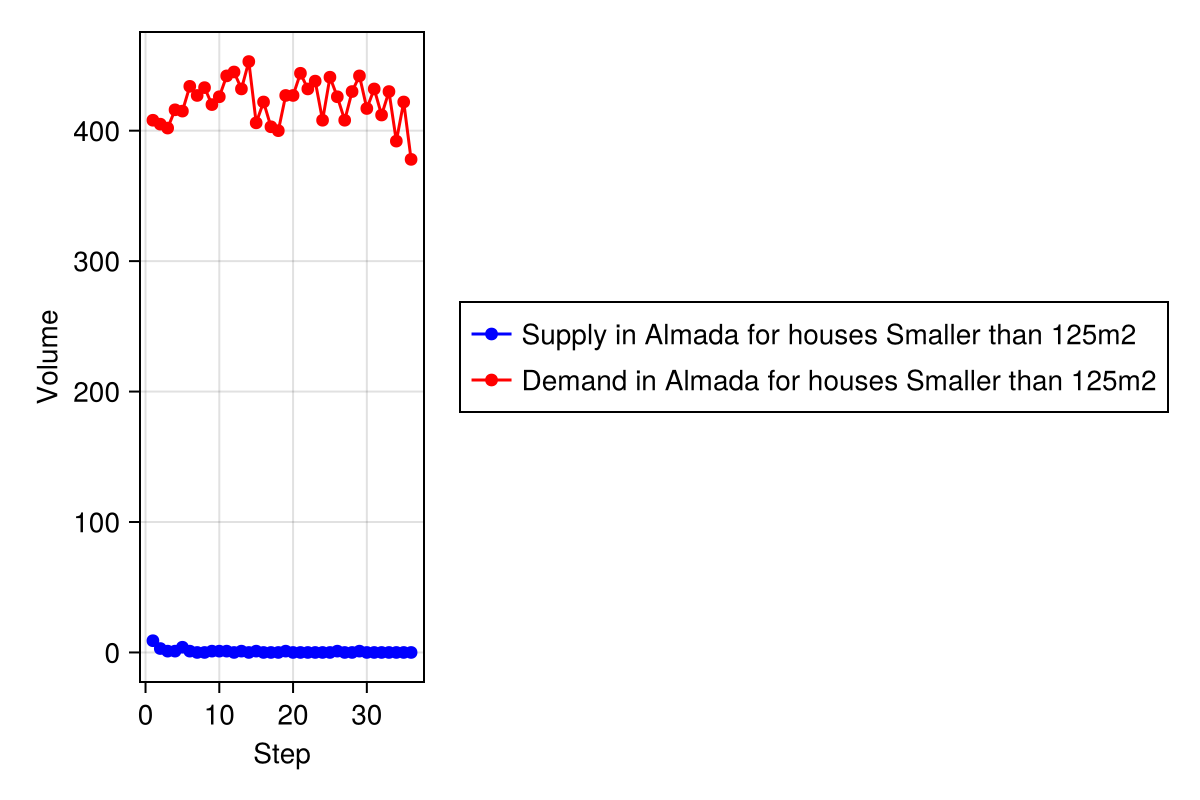 Volume
400
300
200
100
0
0 10 20 30
Step
Supply in Almada for houses Smaller than 125m2
Demand in Almada for houses Smaller than 125m2